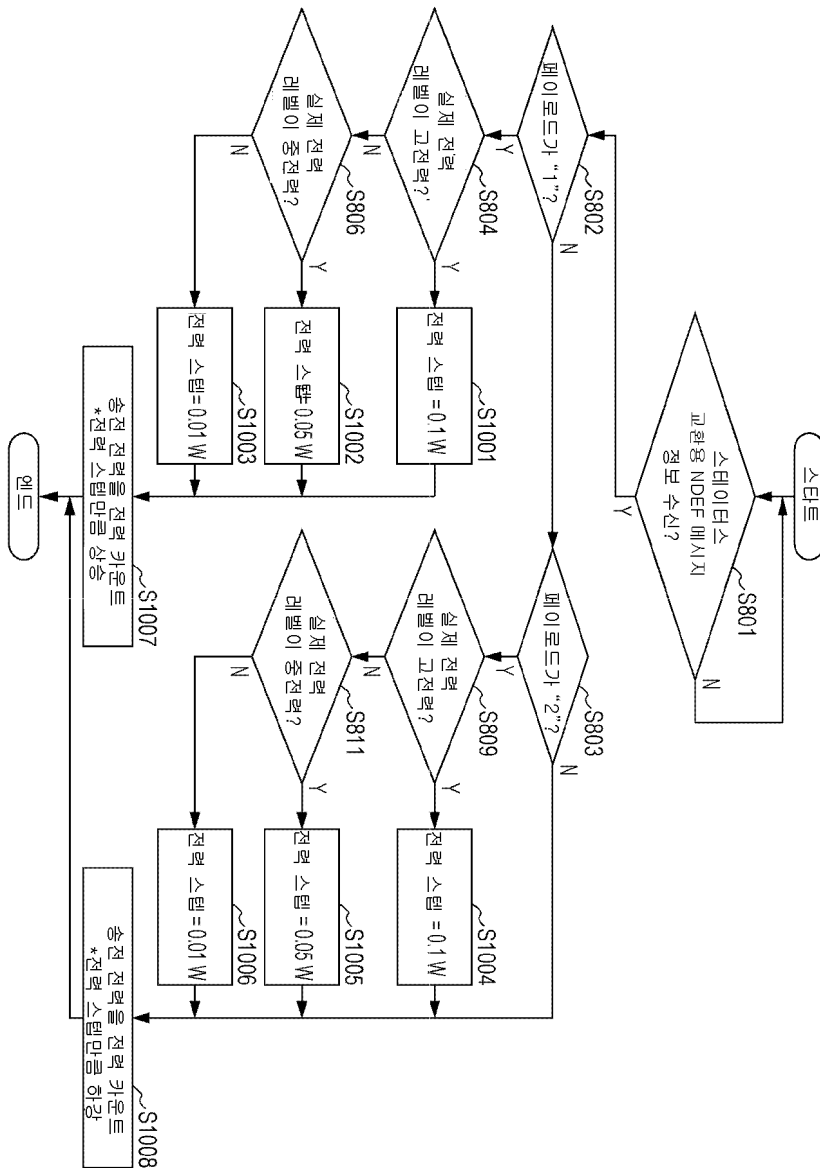 스타트
스테이터스
교환용 NDEF 메시지
정보 수신?
S801
N
Y
페이로드가 “1”?
S802
N
Y
실제 전력
레벨이 고전력?'
S804
Y
N
전력 스텝 = 0.1 W
S1001
실제 전력
레벨이 중전력?
S806
Y
N
전력 스텝= 0.05 W
S1002
전력 스텝= 0.01 W
S1003
송전 전력을 전력 카운트
*전력 스텝만큼 상승
S1007
페이로드가 “2”?
S803
N
Y
실제 전력
레벨이 고전력?
S809
Y
N
전력 스텝 = 0.1 W
S1004
실제 전력
레벨이 중전력?
S811
Y
N
전력 스텝 = 0.05 W
S1005
전력 스텝 = 0.01 W
S1006
송전 전력을 전력 카운트
*전력 스텝만큼 하강
S1008
엔드